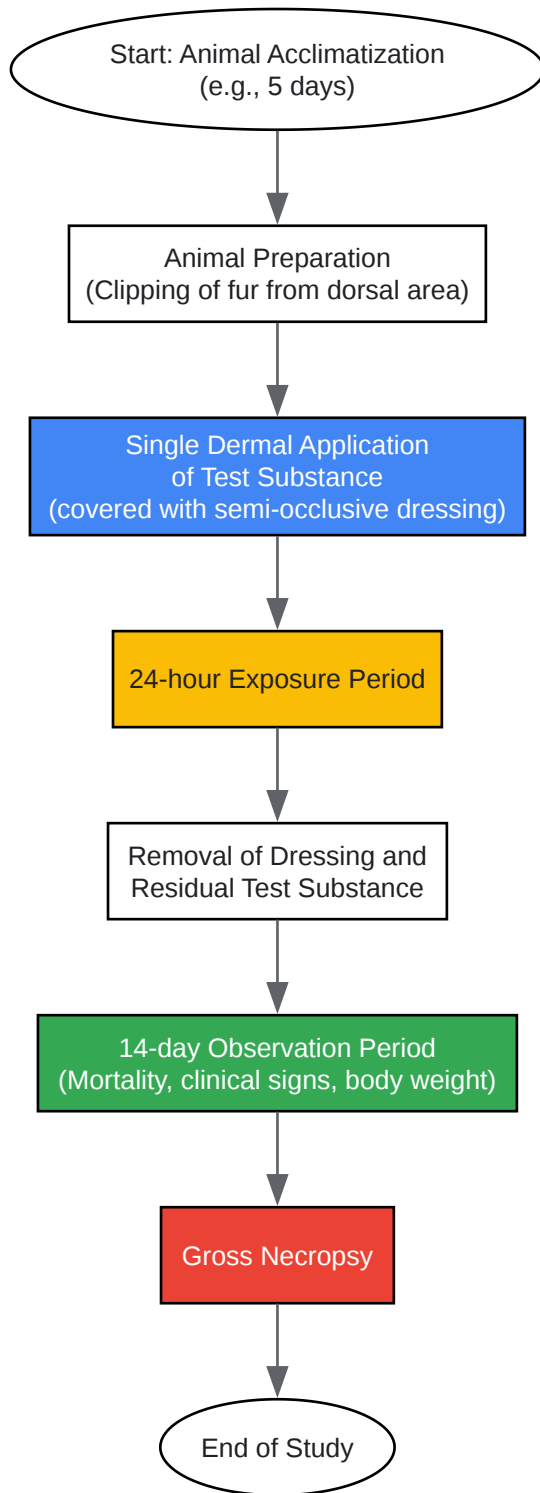 Start: Animal Acclimatization
(e.g., 5 days)
Animal Preparation
(Clipping of fur from dorsal area)
Single Dermal Application
of Test Substance
(covered with semi-occlusive dressing)
24-hour Exposure Period
Removal of Dressing and
Residual Test Substance
14-day Observation Period
(Mortality, clinical signs, body weight)
Gross Necropsy
End of Study